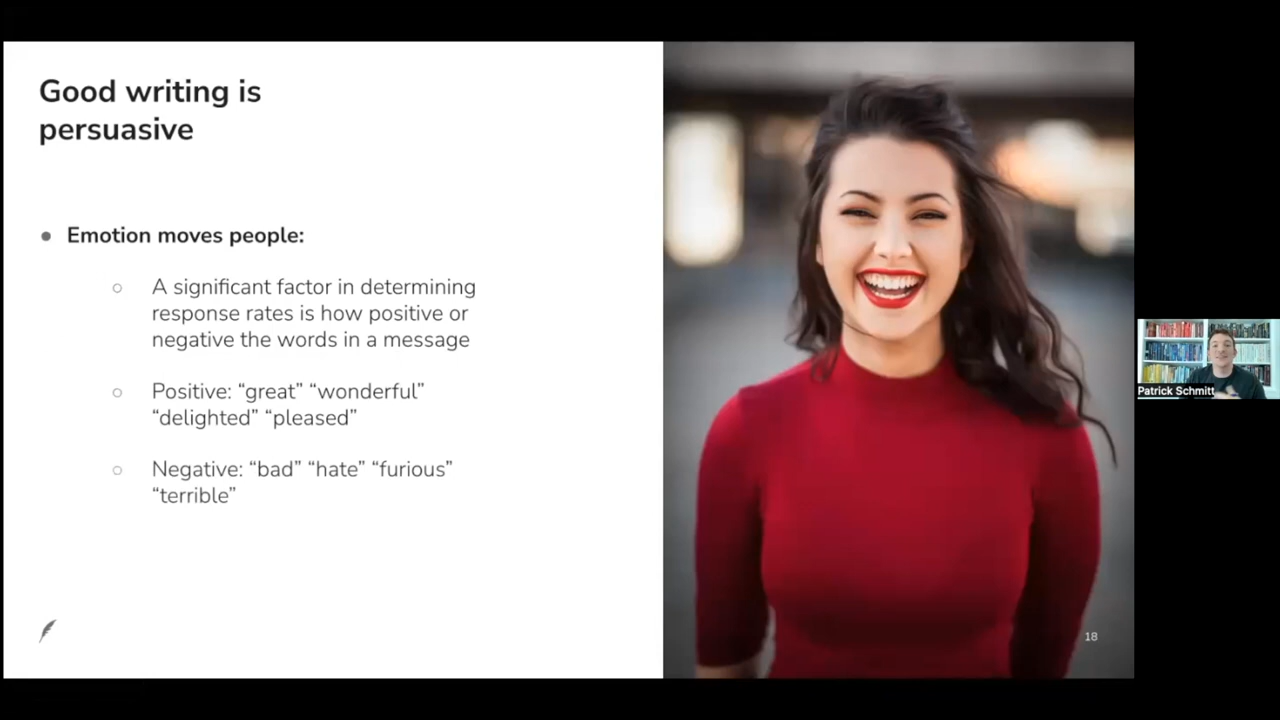 Good writing is
persuasive
Emotion moves people:
A significant factor in determining
response rates is how positive or
negative the words in a message
Positive: “great” “wonderful”
“delighted” “pleased”
Negative: “bad” “hate” “furious”
“terrible”
18
Patrick Schmitt